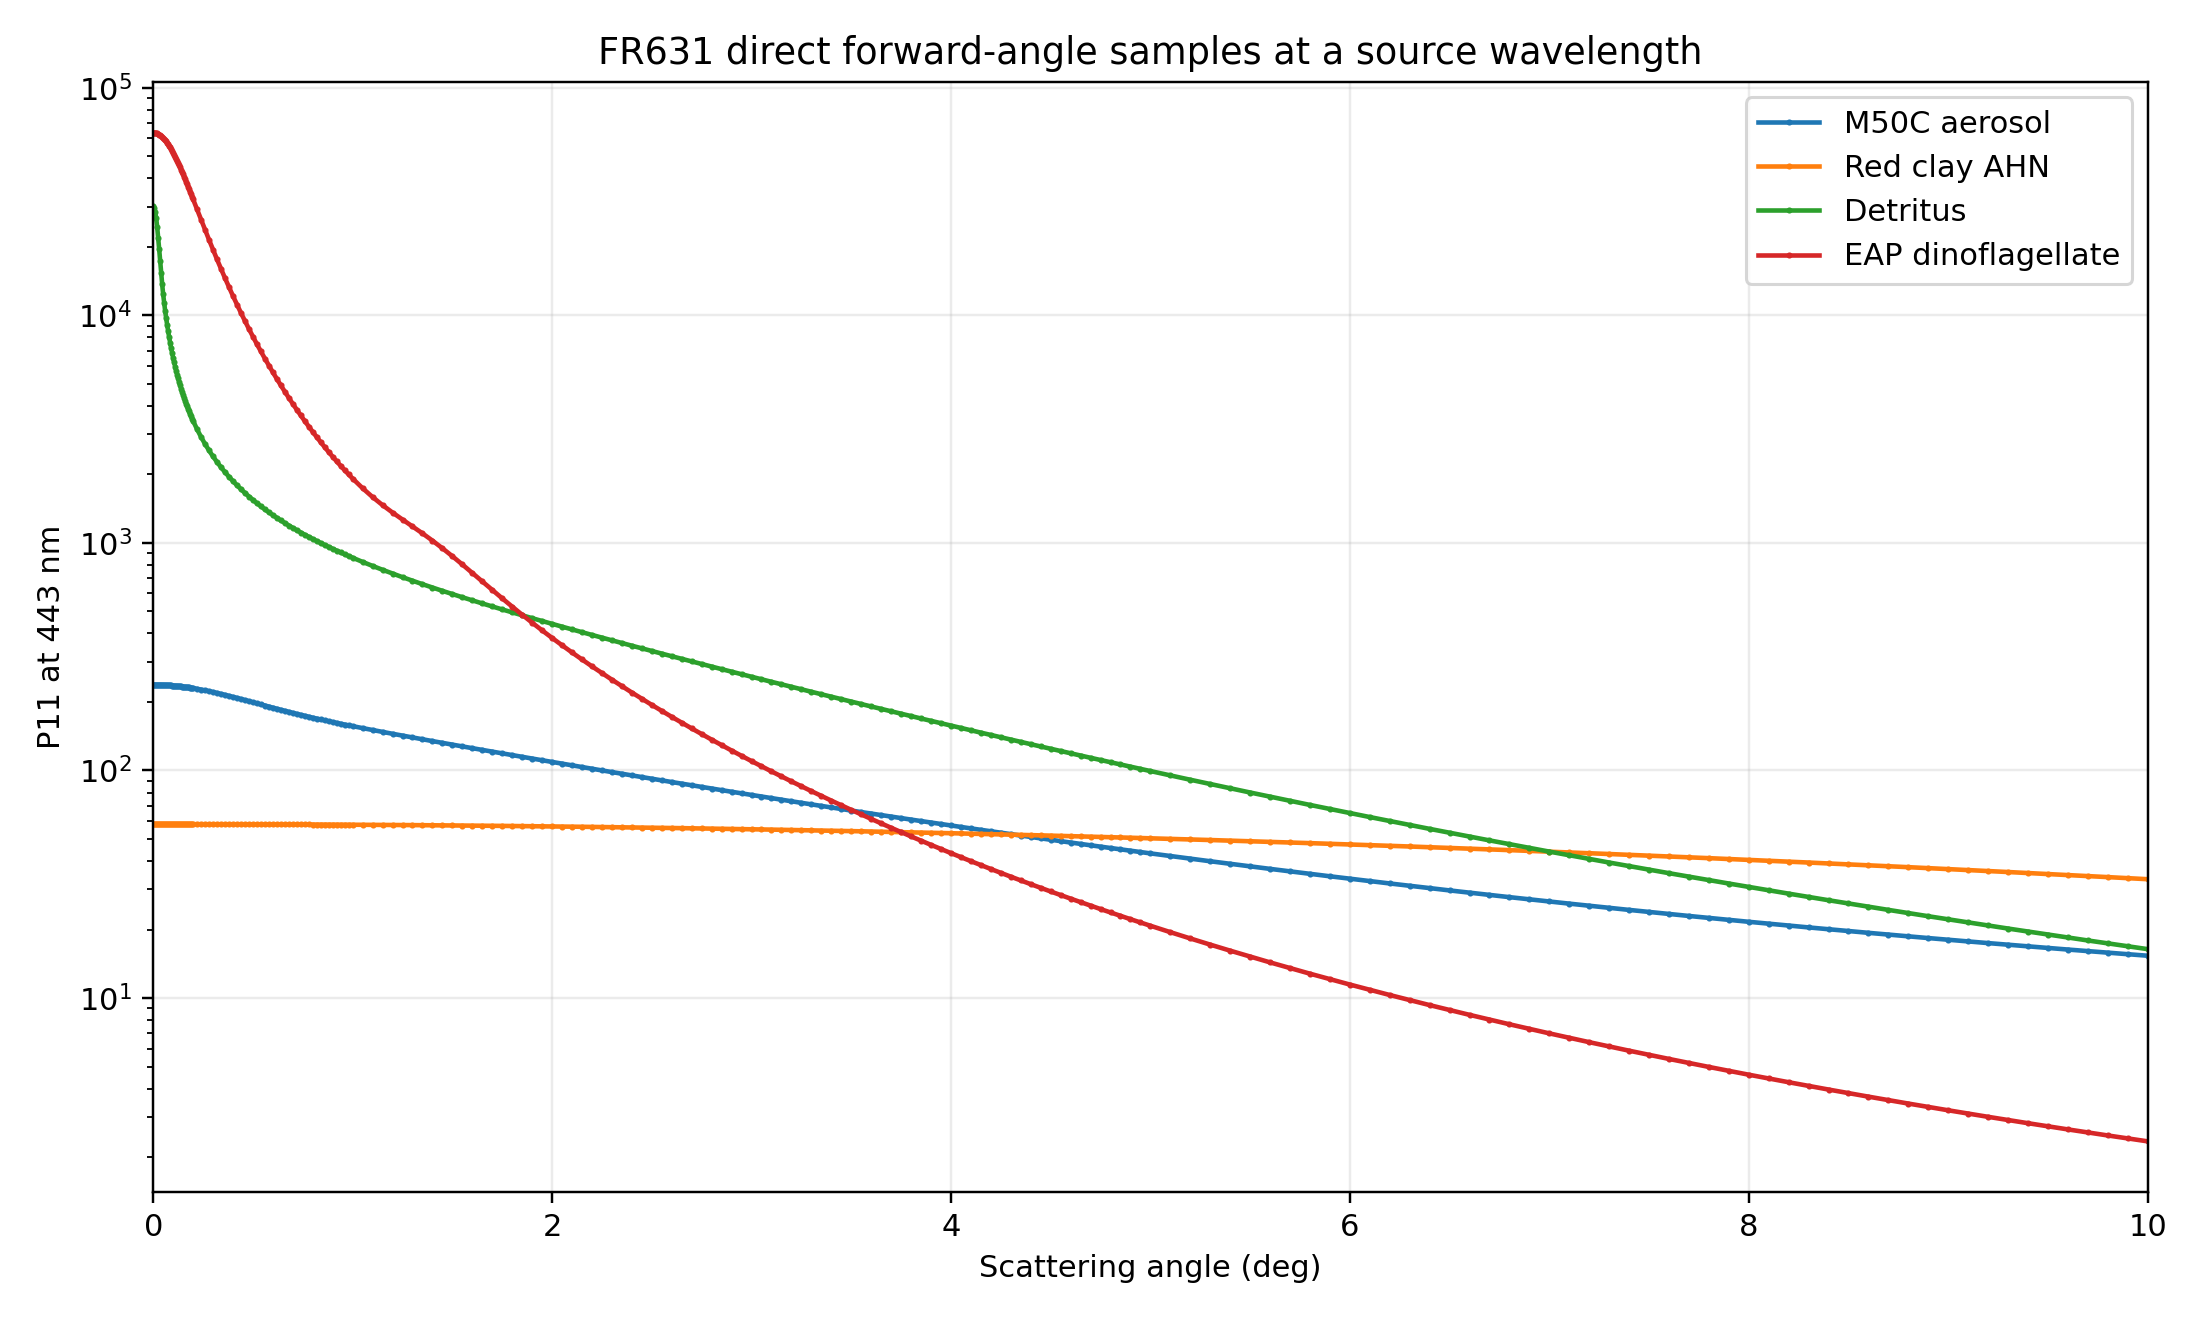 FR631 direct forward-angle samples at a source wavelength
P11 at 443 nm
10^5
10^4
10^3
10^2
10^1
M50C aerosol
Red clay AHN
Detritus
EAP dinoflagellate
0 2 4 6 8 10
Scattering angle (deg)